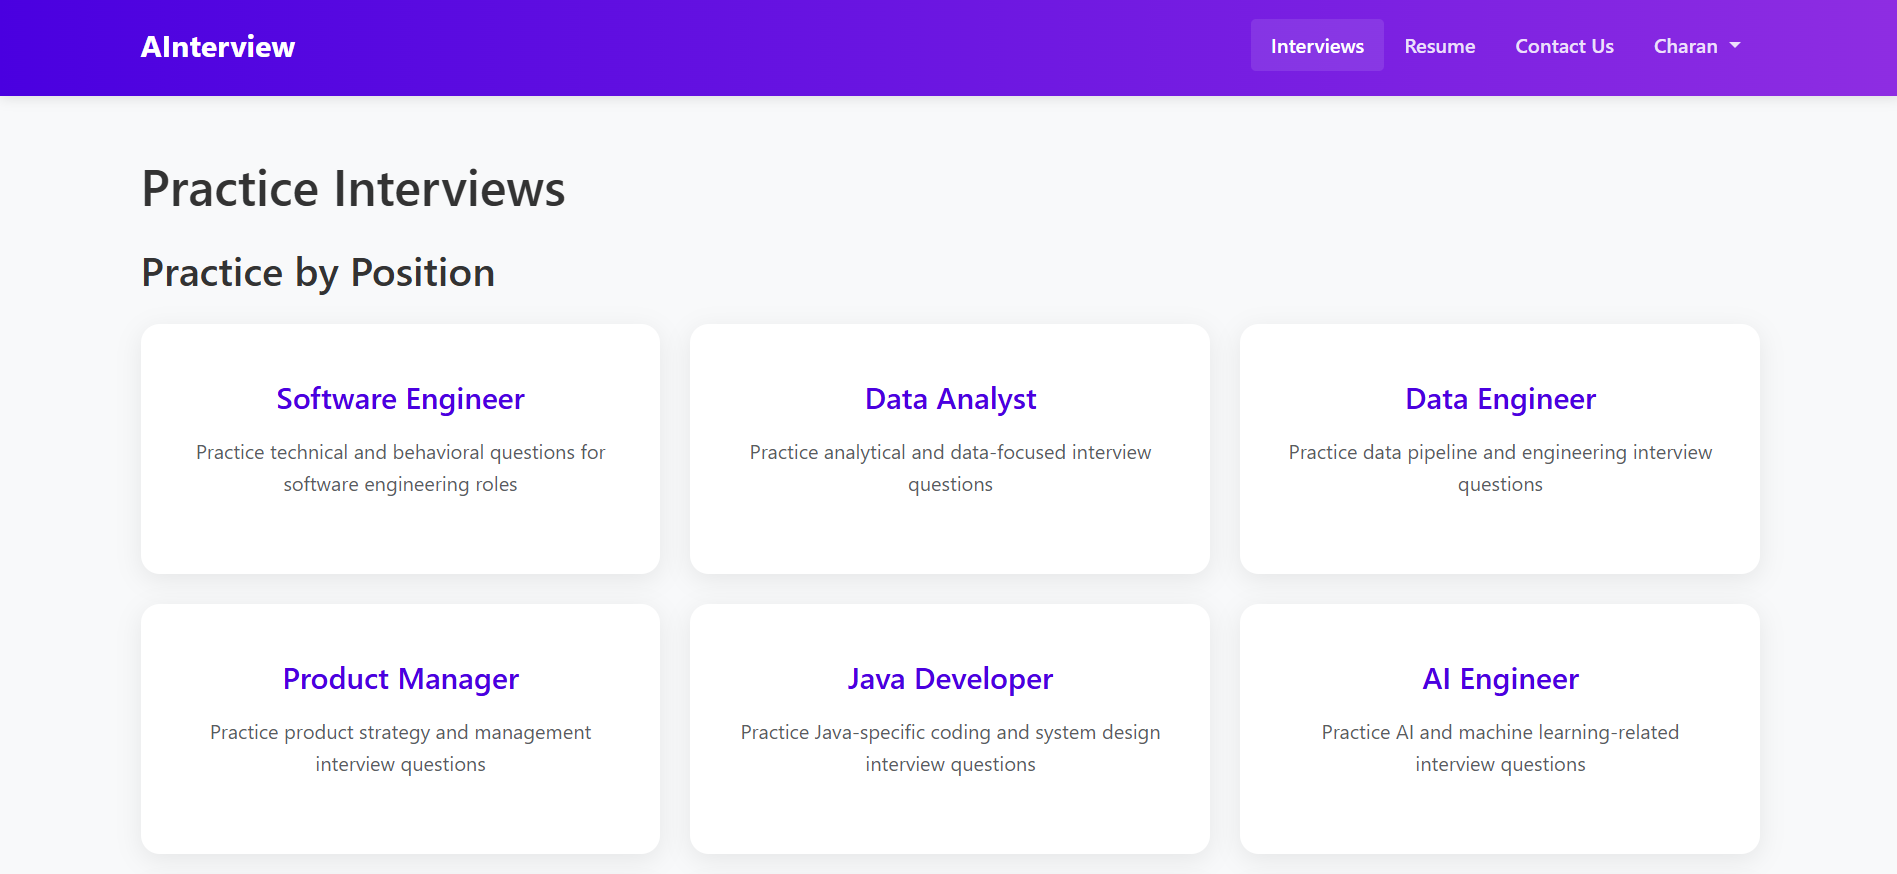 AInterview
Interviews
Resume
Contact Us
Charan
Practice Interviews
Practice by Position
Software Engineer
Practice technical and behavioral questions for
software engineering roles
Data Analyst
Practice analytical and data-focused interview
questions
Data Engineer
Practice data pipeline and engineering interview
questions
Product Manager
Practice product strategy and management
interview questions
Java Developer
Practice Java-specific coding and system design
interview questions
AI Engineer
Practice AI and machine learning-related
interview questions